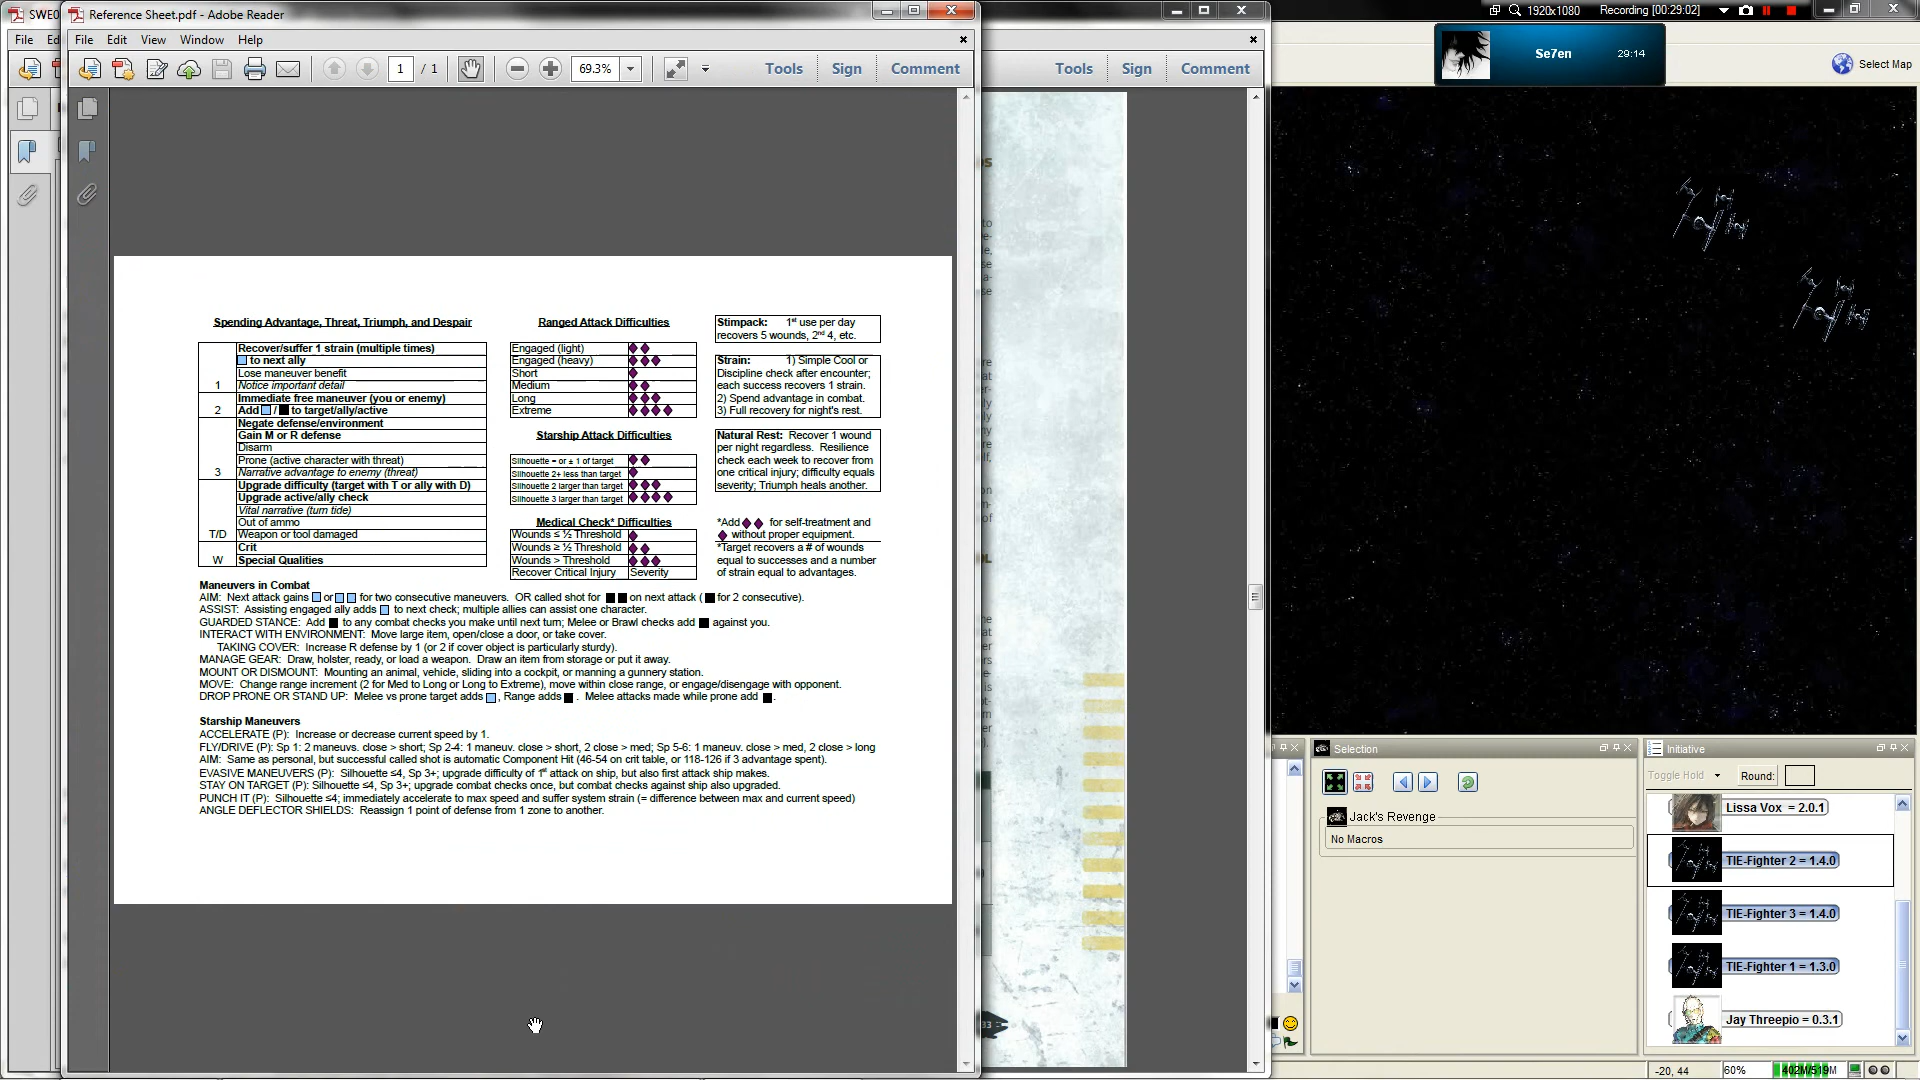 SWE0
Reference Sheet.pdf - Adobe Reader
1920x1080
Recording [00:29:02]
File
Ed
File Edit View Window Help
Se7en
29:14
Select Map
1 / 1
69.3%
Tools Sign Comment
Tools Sign Comment
Spending Advantage, Threat, Triumph, and Despair
Recover/suffer 1 strain (multiple times)
to next ally
Lose maneuver benefit
1 Notice important detail
Immediate free maneuver (you or enemy)
2 Add / to target/ally/active
Negate defense/environment
Gain M or R defense
Disarm
Prone (active character with threat)
3 Narrative advantage to enemy (threat)
Upgrade difficulty (target with T or ally with D)
Upgrade active/ally check
Vital narrative (turn tide)
Out of ammo
T/D Weapon or tool damaged
Crit
W Special Qualities
Ranged Attack Difficulties
Engaged (light)
Engaged (heavy)
Short
Medium
Long
Extreme
Starship Attack Difficulties
Silhouette = or ± 1 of target
Silhouette 2+ less than target
Silhouette 2 larger than target
Silhouette 3 larger than target
Medical Check* Difficulties
Wounds ≤ ½ Threshold
Wounds ≥ ½ Threshold
Wounds > Threshold
Recover Critical Injury Severity
Stimpack: 1st use per day
recovers 5 wounds, 2nd 4, etc.
Strain: 1) Simple Cool or
Discipline check after encounter;
each success recovers 1 strain.
2) Spend advantage in combat.
3) Full recovery for night's rest.
Natural Rest: Recover 1 wound
per night regardless. Resilience
check each week to recover from
one critical injury; difficulty equals
severity; Triumph heals another.
*Add for self-treatment and
without proper equipment.
*Target recovers a # of wounds
equal to successes and a number
of strain equal to advantages.
Maneuvers in Combat
AIM: Next attack gains or for two consecutive maneuvers. OR called shot for on next attack ( for 2 consecutive).
ASSIST: Assisting engaged ally adds to next check; multiple allies can assist one character.
GUARDED STANCE: Add to any combat checks you make until next turn; Melee or Brawl checks add against you.
INTERACT WITH ENVIRONMENT: Move large item, open/close a door, or take cover.
TAKING COVER: Increase R defense by 1 (or 2 if cover object is particularly sturdy).
MANAGE GEAR: Draw, holster, ready, or load a weapon. Draw an item from storage or put it away.
MOUNT OR DISMOUNT: Mounting an animal, vehicle, sliding into a cockpit, or manning a gunnery station.
MOVE: Change range increment (2 for Med to Long or Long to Extreme), move within close range, or engage/disengage with opponent.
DROP PRONE OR STAND UP: Melee vs prone target adds , Range adds . Melee attacks made while prone add .
Starship Maneuvers
ACCELERATE (P): Increase or decrease current speed by 1.
FLY/DRIVE (P): Sp 1: 2 maneuvs. close > short; Sp 2-4: 1 maneuv. close > short, 2 close > med; Sp 5-6: 1 maneuv. close > med, 2 close > long
AIM: Same as personal, but successful called shot is automatic Component Hit (46-54 on crit table, or 118-126 if 3 advantage spent).
EVASIVE MANEUVERS (P): Silhouette ≤4, Sp 3+; upgrade difficulty of 1st attack on ship, but also first attack ship makes.
STAY ON TARGET (P): Silhouette ≤4, Sp 3+; upgrade combat checks once, but combat checks against ship also upgraded.
PUNCH IT (P): Silhouette ≤4; immediately accelerate to max speed and suffer system strain (= difference between max and current speed)
ANGLE DEFLECTOR SHIELDS: Reassign 1 point of defense from 1 zone to another.
Selection
Jack's Revenge
No Macros
Initiative
Toggle Hold
Round:
Lissa Vox = 2.0.1
TIE-Fighter 2 = 1.4.0
TIE-Fighter 3 = 1.4.0
TIE-Fighter 1 = 1.3.0
Jay Threepio = 0.3.1
-20, 44
60%
402M/519M